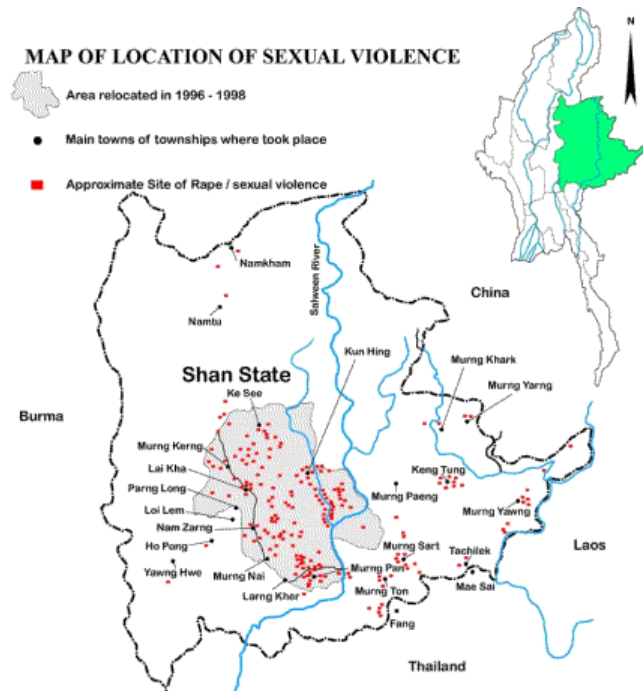 MAP OF LOCATION OF SEXUAL VIOLENCE
N
Area relocated in 1996 - 1998
Main towns of townships where took place
Approximate Site of Rape / sexual violence
Namkham
Salween River
China
Namtu
Kun Hing
Murng Khark
Shan State
Murng Yarng
Ke See
Burma
Murng Kerng
Lai Kha
Keng Tung
Parng Long
Murng Paeng
Loi Lem
Murng Yawng
Nam Zarng
Ho Pong
Murng Sart
Tachilek
Laos
Yawng Hwe
Murng Nai
Murng Pan
Mae Sai
Larng Kher
Murng Ton
Fang
Thailand